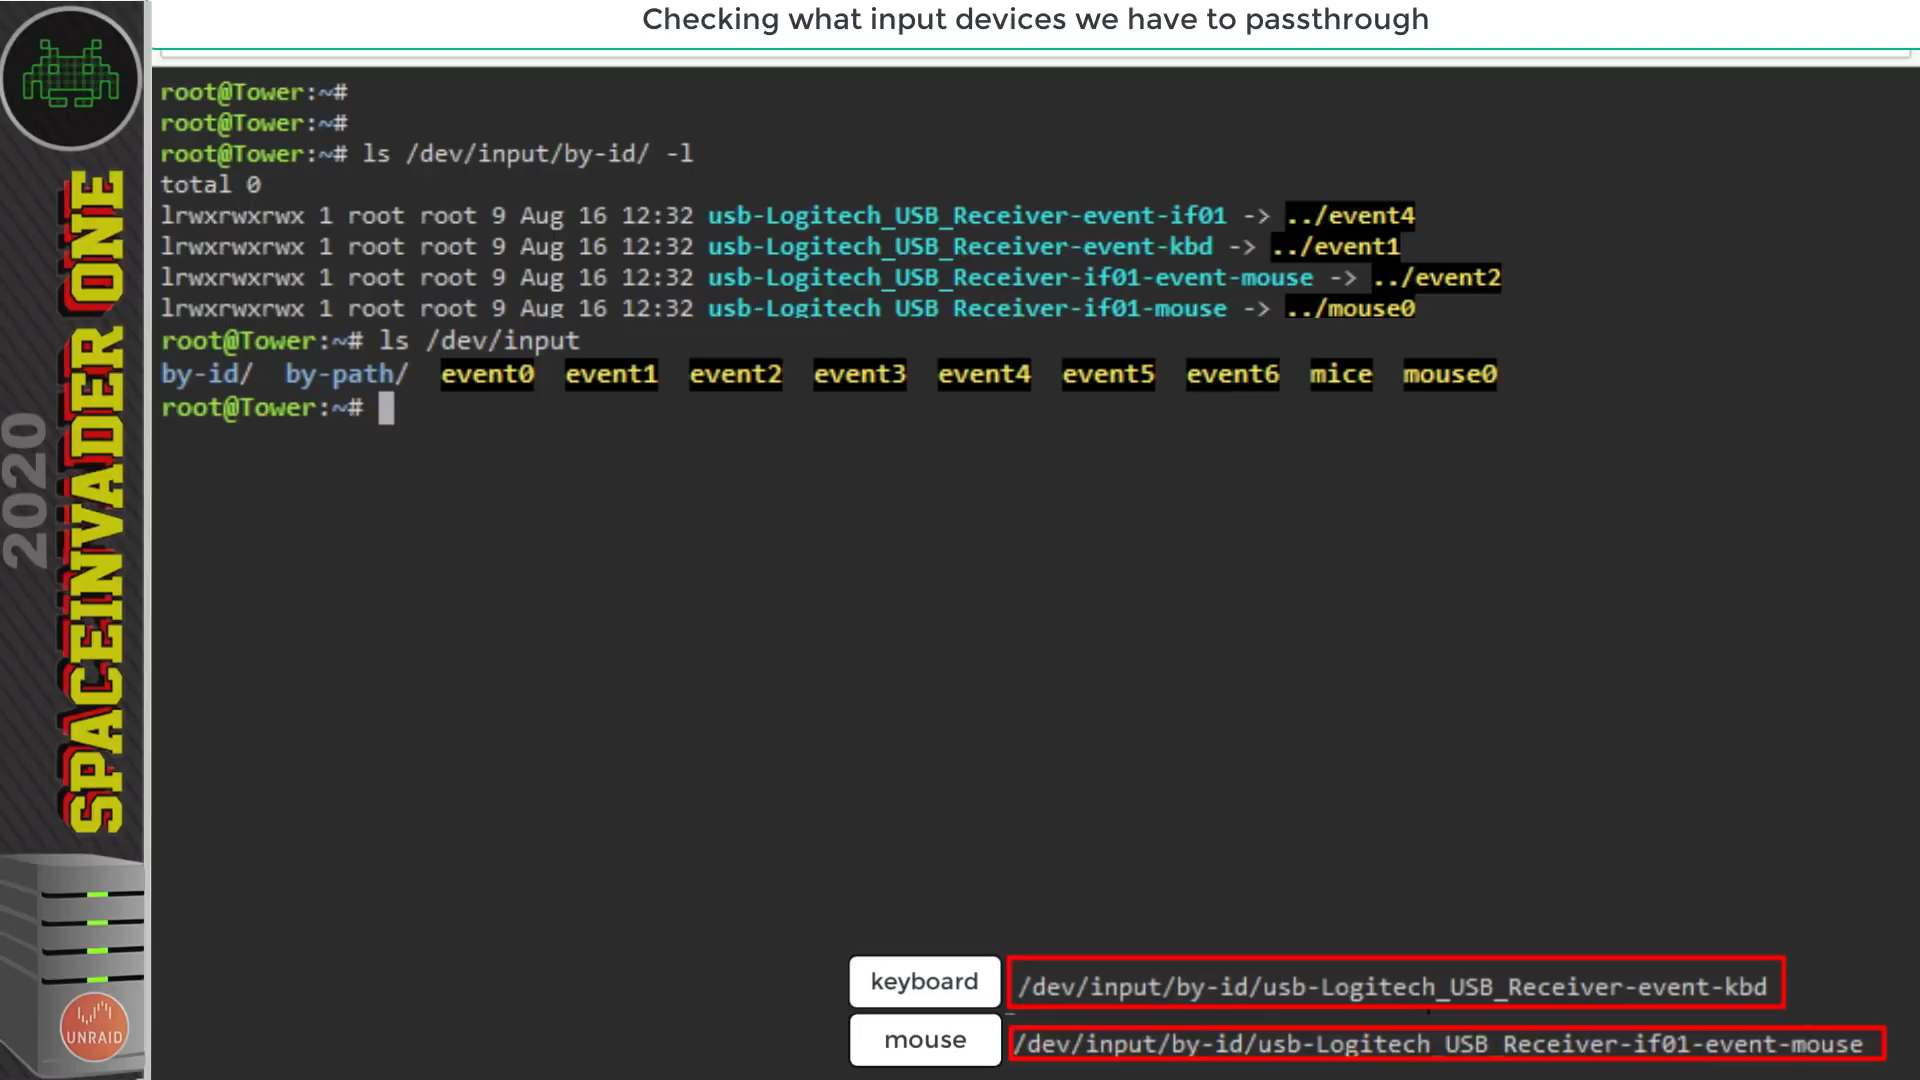 Checking what input devices we have to passthrough
root@Tower:~#
root@Tower:~#
root@Tower:~# ls /dev/input/by-id/ -l
total 0
lrwxrwxrwx 1 root root 9 Aug 16 12:32 usb-Logitech_USB_Receiver-event-if01 -> ../event4
lrwxrwxrwx 1 root root 9 Aug 16 12:32 usb-Logitech_USB_Receiver-event-kbd -> ../event1
lrwxrwxrwx 1 root root 9 Aug 16 12:32 usb-Logitech_USB_Receiver-if01-event-mouse -> ../event2
lrwxrwxrwx 1 root root 9 Aug 16 12:32 usb-Logitech USB Receiver-if01-mouse -> ../mouse0
root@Tower:~# ls /dev/input
by-id/ by-path/ event0 event1 event2 event3 event4 event5 event6 mice mouse0
root@Tower:~#
keyboard /dev/input/by-id/usb-Logitech_USB_Receiver-event-kbd
mouse /dev/input/by-id/usb-Logitech USB Receiver-if01-event-mouse
2020
SPACEINVADER ONE
UNRAID